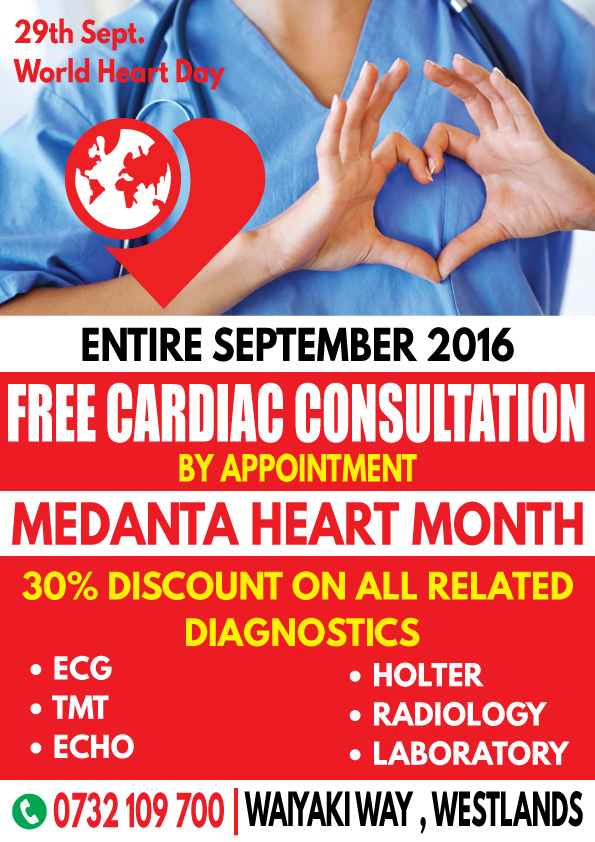 29th Sept.
World Heart Day
ENTIRE SEPTEMBER 2016
FREE CARDIAC CONSULTATION
BY APPOINTMENT
MEDANTA HEART MONTH
30% DISCOUNT ON ALL RELATED
DIAGNOSTICS
• ECG
• TMT
• ECHO
• HOLTER
• RADIOLOGY
• LABORATORY
0732 109 700 | WAIYAKI WAY , WESTLANDS